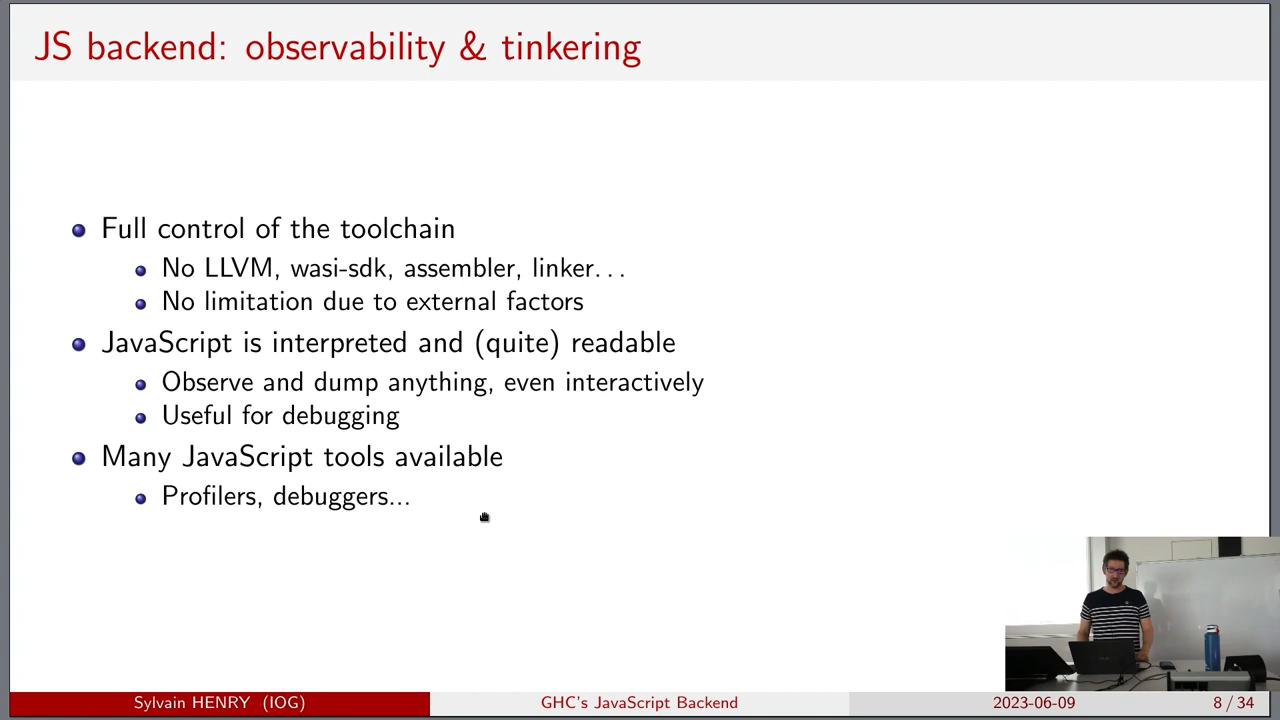 JS backend: observability & tinkering
Full control of the toolchain
No LLVM, wasi-sdk, assembler, linker...
No limitation due to external factors
JavaScript is interpreted and (quite) readable
Observe and dump anything, even interactively
Useful for debugging
Many JavaScript tools available
Profilers, debuggers...
Sylvain HENRY (IOG)
GHC's JavaScript Backend
2023-06-09
8 / 34